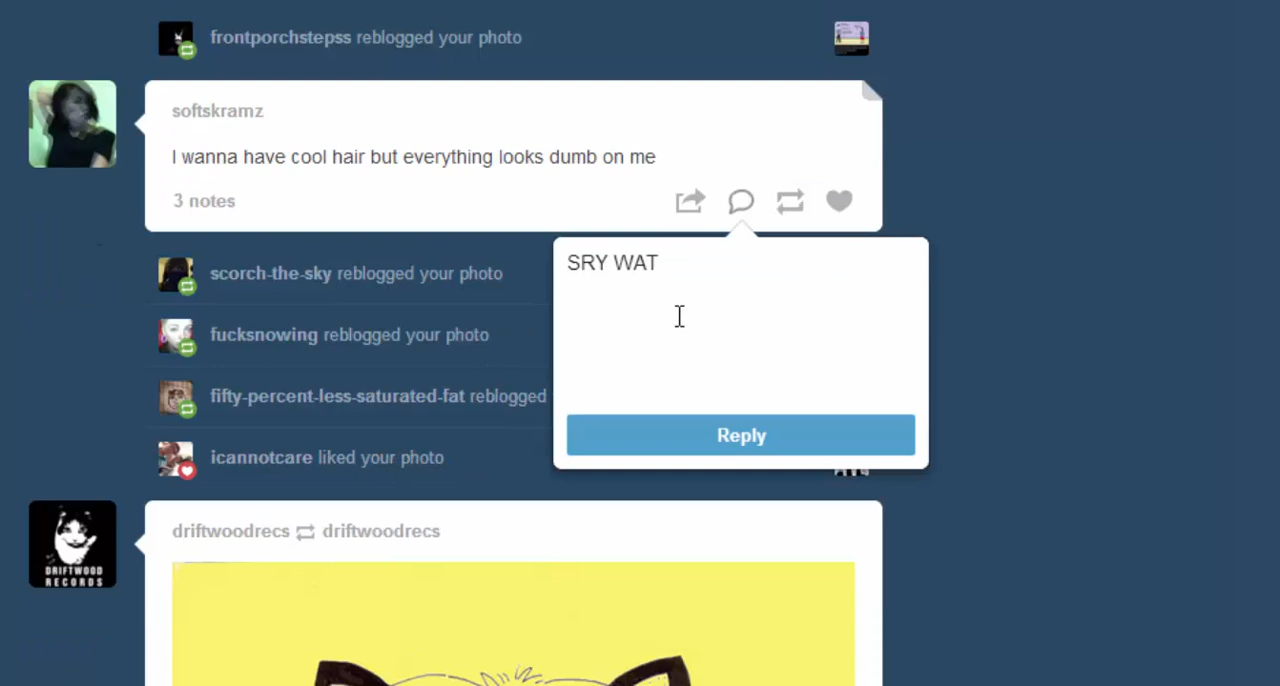 frontporchstepss reblogged your photo
softskramz
I wanna have cool hair but everything looks dumb on me
3 notes
SRY WAT
scorch-the-sky reblogged your photo
fucksnowing reblogged your photo
fifty-percent-less-saturated-fat reblogged
Reply
icannotcare liked your photo
driftwoodrecs driftwoodrecs
DRIFTWOOD
RECORDS